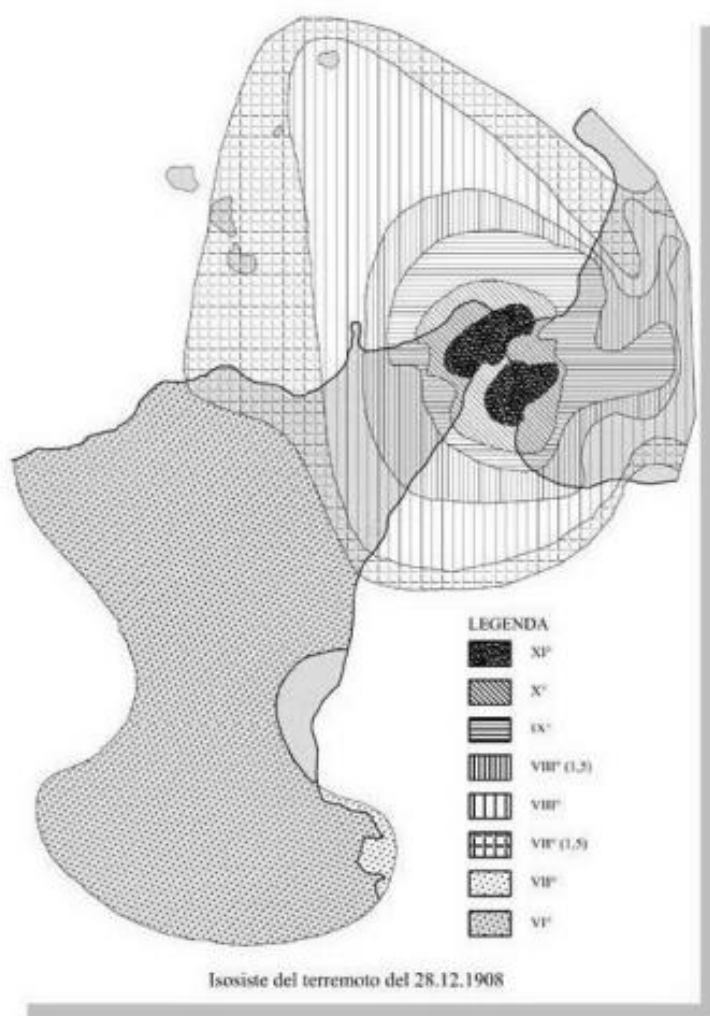 LEGENDA
XI°
X°
IX°
VIII° (1,5)
VIII°
VII° (1,5)
VII°
VI°
Isosiste del terremoto del 28.12.1908